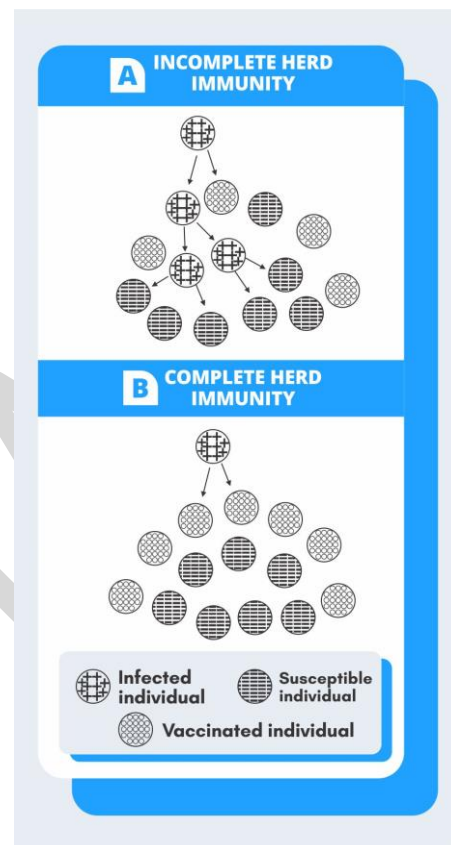 A
INCOMPLETE HERD
IMMUNITY
B
COMPLETE HERD
IMMUNITY
Infected
individual
Susceptible
individual
Vaccinated individual